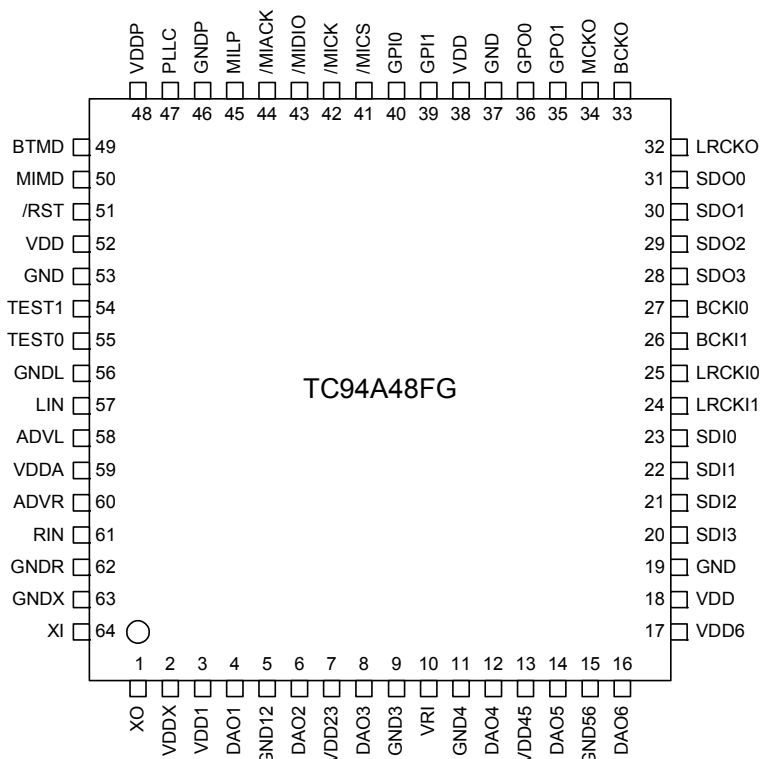 VDDP PLLC GNDP MILP /MIACK /MIDIO /MICK /MICS GPI0 GPI1 VDD GND GPO0 GPO1 MCKO BCKO
48 47 46 45 44 43 42 41 40 39 38 37 36 35 34 33
BTMD 49 32 LRCKO
MIMD 50 31 SDO0
/RST 51 30 SDO1
VDD 52 29 SDO2
GND 53 28 SDO3
TEST1 54 27 BCKI0
TEST0 55 26 BCKI1
GNDL 56 25 LRCKI0
TC94A48FG
LIN 57 24 LRCKI1
ADVL 58 23 SDI0
VDDA 59 22 SDI1
ADVR 60 21 SDI2
RIN 61 20 SDI3
GNDR 62 19 GND
GNDX 63 18 VDD
XI 64 17 VDD6
1 2 3 4 5 6 7 8 9 10 11 12 13 14 15 16
XO VDDX VDD1 DAO1 GND12 DAO2 VDD23 DAO3 GND3 VRI GND4 DAO4 VDD45 DAO5 GND56 DAO6